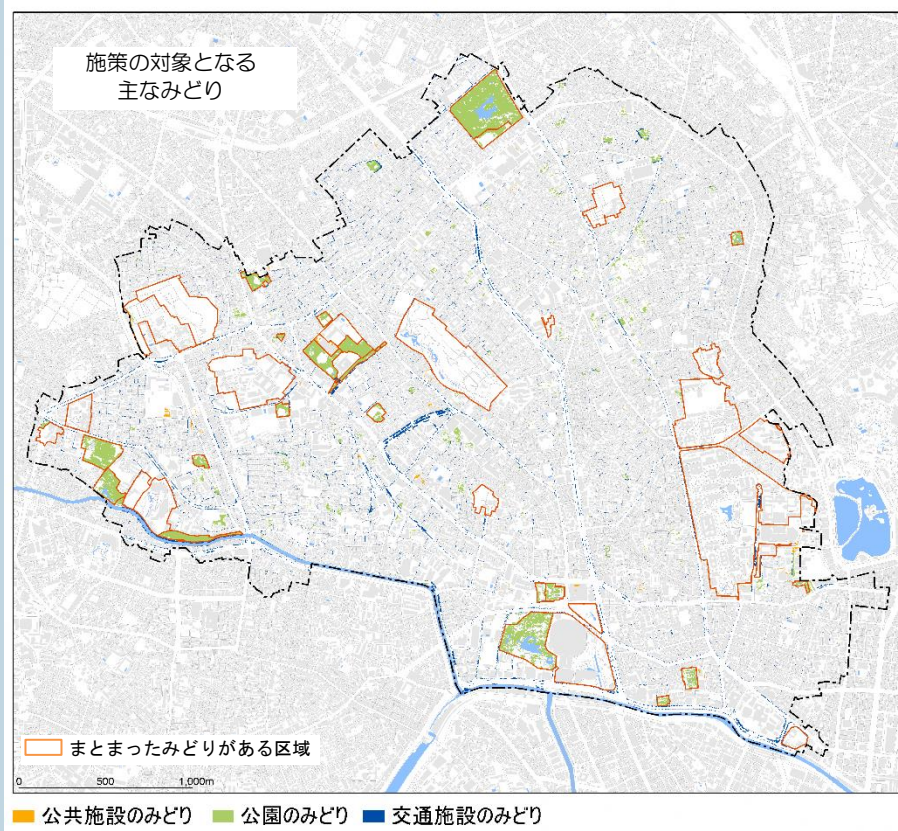 施策の対象となる
主なみどり
まとまったみどりがある区域
0 500 1,000m
公共施設のみどり 公園のみどり 交通施設のみどり